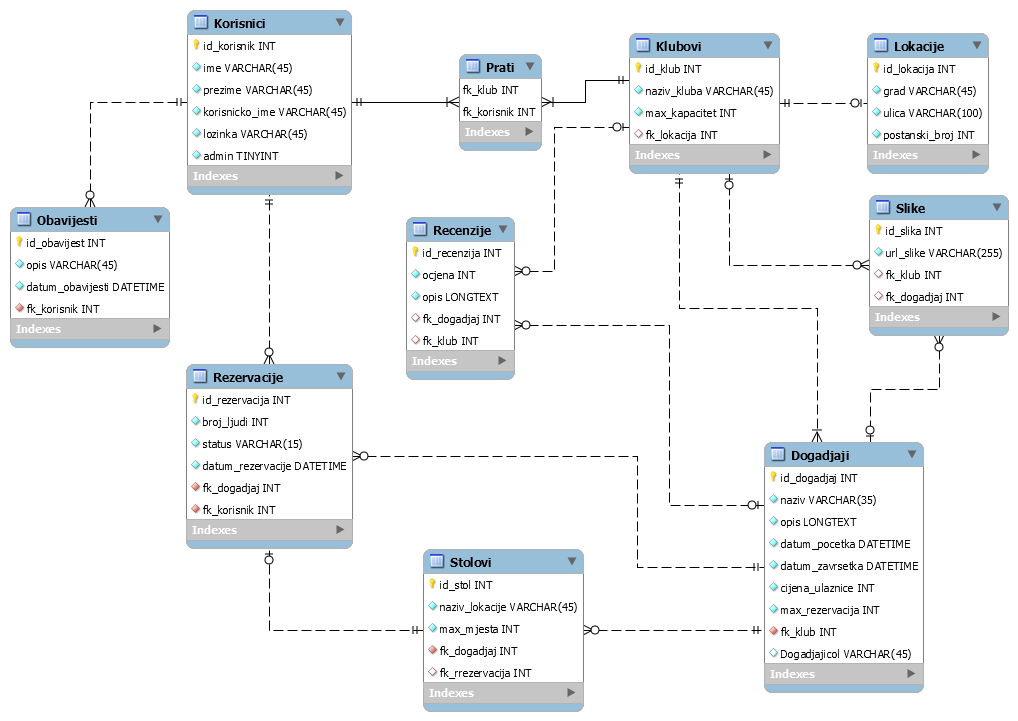 Korisnici
id_korisnik INT
ime VARCHAR(45)
prezime VARCHAR(45)
korisnicko_ime VARCHAR(45)
lozinka VARCHAR(45)
admin TINYINT
Indexes
Prati
fk_klub INT
fk_korisnik INT
Indexes
Klubovi
id_klub INT
naziv_kluba VARCHAR(45)
max_kapacitet INT
fk_lokacija INT
Indexes
Lokacije
id_lokacija INT
grad VARCHAR(45)
ulica VARCHAR(100)
postanski_broj INT
Indexes
Obavijesti
id_obavijest INT
opis VARCHAR(45)
datum_obavijesti DATETIME
fk_korisnik INT
Indexes
Recenzije
id_recenzija INT
ocjena INT
opis LONGTEXT
fk_dogadjaj INT
fk_klub INT
Indexes
Slike
id_slika INT
url_slike VARCHAR(255)
fk_klub INT
fk_dogadjaj INT
Indexes
Rezervacije
id_rezervacija INT
broj_ljudi INT
status VARCHAR(15)
datum_rezervacije DATETIME
fk_dogadjaj INT
fk_korisnik INT
Indexes
Dogadjaji
id_dogadjaj INT
naziv VARCHAR(35)
opis LONGTEXT
datum_pocetka DATETIME
datum_zavrsetka DATETIME
cijena_ulaznice INT
max_rezervacija INT
fk_klub INT
Dogadjajicol VARCHAR(45)
Indexes
Stolovi
id_stol INT
naziv_lokacije VARCHAR(45)
max_mjesta INT
fk_dogadjaj INT
fk_rrezervacija INT
Indexes